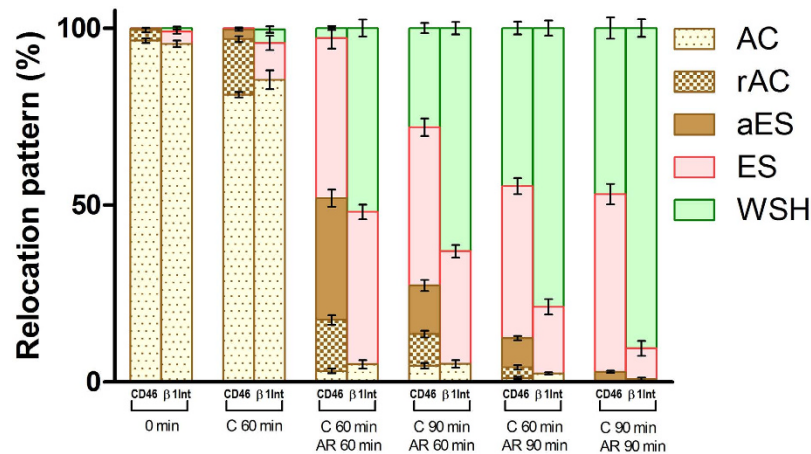 Relocation pattern (%)
100
50
0
AC
rAC
aES
ES
WSH
CD46 β1Int CD46 β1Int CD46 β1Int CD46 β1Int CD46 β1Int CD46 β1Int
0 min C 60 min C 60 min C 90 min C 60 min C 90 min
AR 60 min AR 60 min AR 90 min AR 90 min